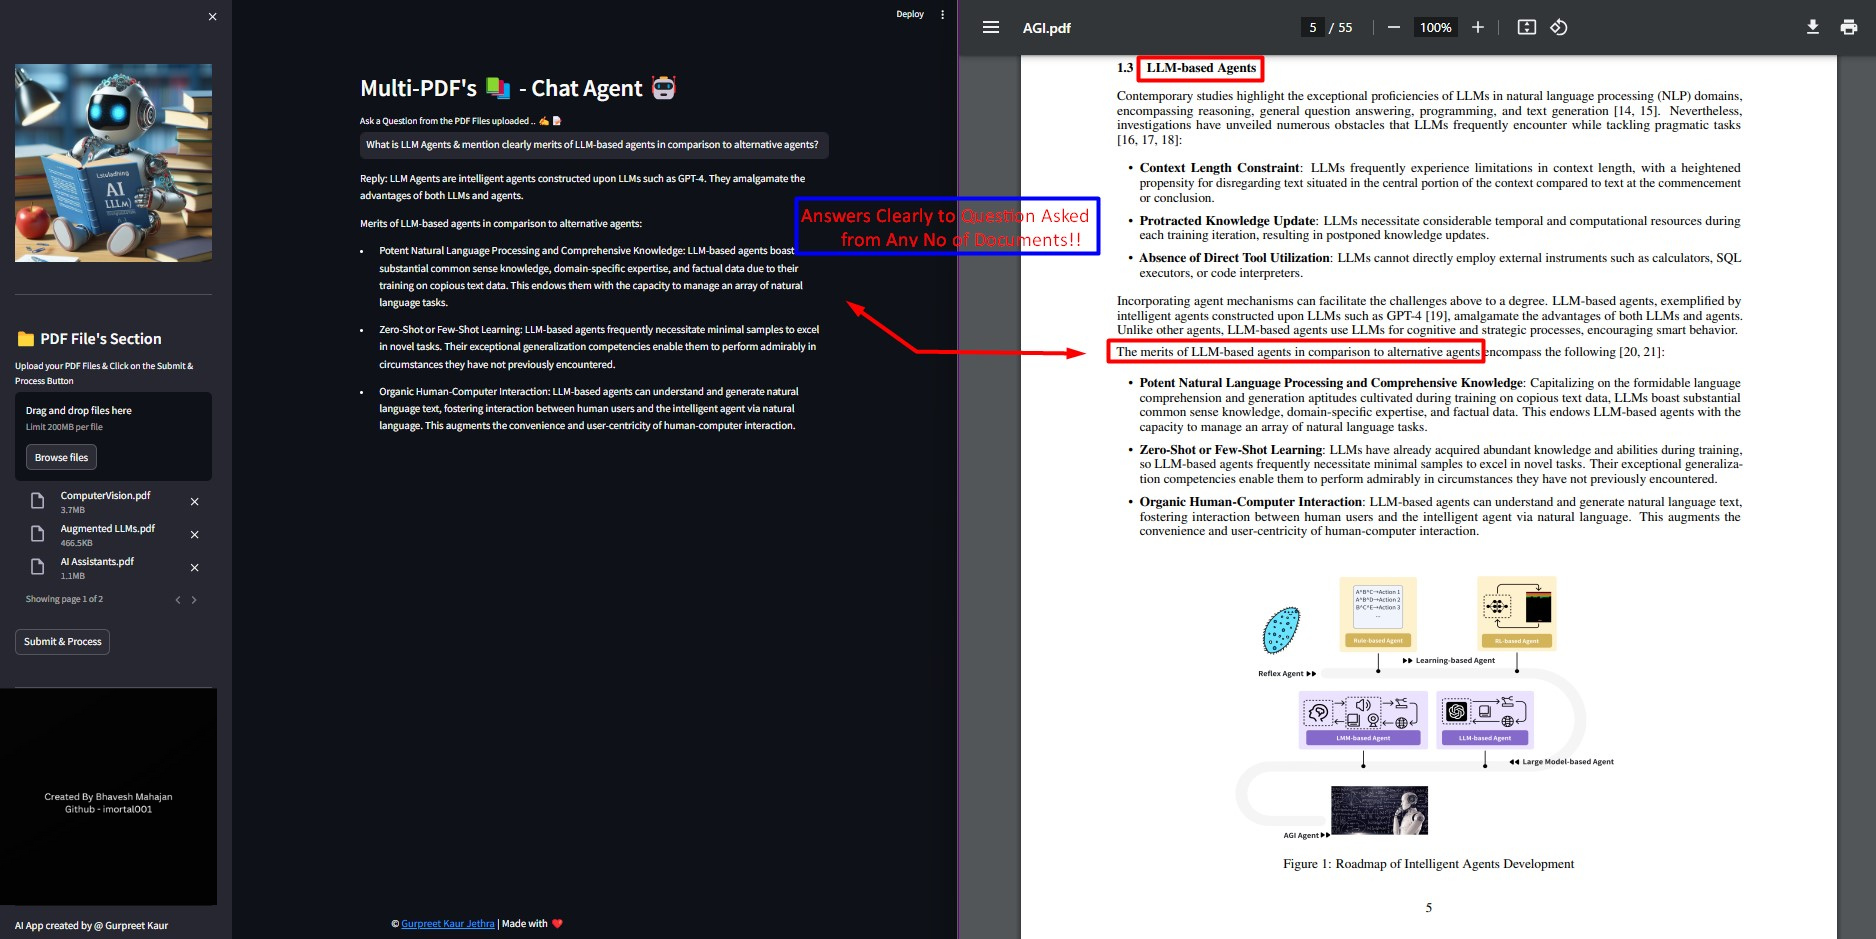 Deploy
Lstuladhing
AI
LLLm)
PDF File's Section
Upload your PDF Files & Click on the Submit &
Process Button
Drag and drop files here
Limit 200MB per file
Browse files
ComputerVision.pdf
3.7MB
Augmented LLMs.pdf
466.5KB
AI Assistants.pdf
1.1MB
Showing page 1 of 2
Submit & Process
Created By Bhavesh Mahajan
Github - imortal001
AI App created by @ Gurpreet Kaur
Multi-PDF's 📚 - Chat Agent 🤖
Ask a Question from the PDF Files uploaded .. ✍️ 📝
What is LLM Agents & mention clearly merits of LLM-based agents in comparison to alternative agents?
Reply: LLM Agents are intelligent agents constructed upon LLMs such as GPT-4. They amalgamate the
advantages of both LLMs and agents.
Merits of LLM-based agents in comparison to alternative agents:
• Potent Natural Language Processing and Comprehensive Knowledge: LLM-based agents boast
substantial common sense knowledge, domain-specific expertise, and factual data due to their
training on copious text data. This endows them with the capacity to manage an array of natural
language tasks.
• Zero-Shot or Few-Shot Learning: LLM-based agents frequently necessitate minimal samples to excel
in novel tasks. Their exceptional generalization competencies enable them to perform admirably in
circumstances they have not previously encountered.
• Organic Human-Computer Interaction: LLM-based agents can understand and generate natural
language text, fostering interaction between human users and the intelligent agent via natural
language. This augments the convenience and user-centricity of human-computer interaction.
© Gurpreet Kaur Jethra | Made with ❤️
Answers Clearly to Question Asked
from Any No of Documents!!
AGI.pdf
5 / 55
100%
1.3 LLM-based Agents
Contemporary studies highlight the exceptional proficiencies of LLMs in natural language processing (NLP) domains,
encompassing reasoning, general question answering, programming, and text generation [14, 15]. Nevertheless,
investigations have unveiled numerous obstacles that LLMs frequently encounter while tackling pragmatic tasks
[16, 17, 18]:
• Context Length Constraint: LLMs frequently experience limitations in context length, with a heightened
propensity for disregarding text situated in the central portion of the context compared to text at the commencement
or conclusion.
• Protracted Knowledge Update: LLMs necessitate considerable temporal and computational resources during
each training iteration, resulting in postponed knowledge updates.
• Absence of Direct Tool Utilization: LLMs cannot directly employ external instruments such as calculators, SQL
executors, or code interpreters.
Incorporating agent mechanisms can facilitate the challenges above to a degree. LLM-based agents, exemplified by
intelligent agents constructed upon LLMs such as GPT-4 [19], amalgamate the advantages of both LLMs and agents.
Unlike other agents, LLM-based agents use LLMs for cognitive and strategic processes, encouraging smart behavior.
The merits of LLM-based agents in comparison to alternative agents encompass the following [20, 21]:
• Potent Natural Language Processing and Comprehensive Knowledge: Capitalizing on the formidable language
comprehension and generation aptitudes cultivated during training on copious text data, LLMs boast substantial
common sense knowledge, domain-specific expertise, and factual data. This endows LLM-based agents with the
capacity to manage an array of natural language tasks.
• Zero-Shot or Few-Shot Learning: LLMs have already acquired abundant knowledge and abilities during training,
so LLM-based agents frequently necessitate minimal samples to excel in novel tasks. Their exceptional generaliza-
tion competencies enable them to perform admirably in circumstances they have not previously encountered.
• Organic Human-Computer Interaction: LLM-based agents can understand and generate natural language text,
fostering interaction between human users and the intelligent agent via natural language. This augments the
convenience and user-centricity of human-computer interaction.
A^B^C→Action 1
A^B^D→Action 2
B^C^E→Action 3
...
Rule-based Agent
RL-based Agent
Learning-based Agent
Reflex Agent
LMM-based Agent
LLM-based Agent
Large Model-based Agent
AGI Agent
Figure 1: Roadmap of Intelligent Agents Development
5